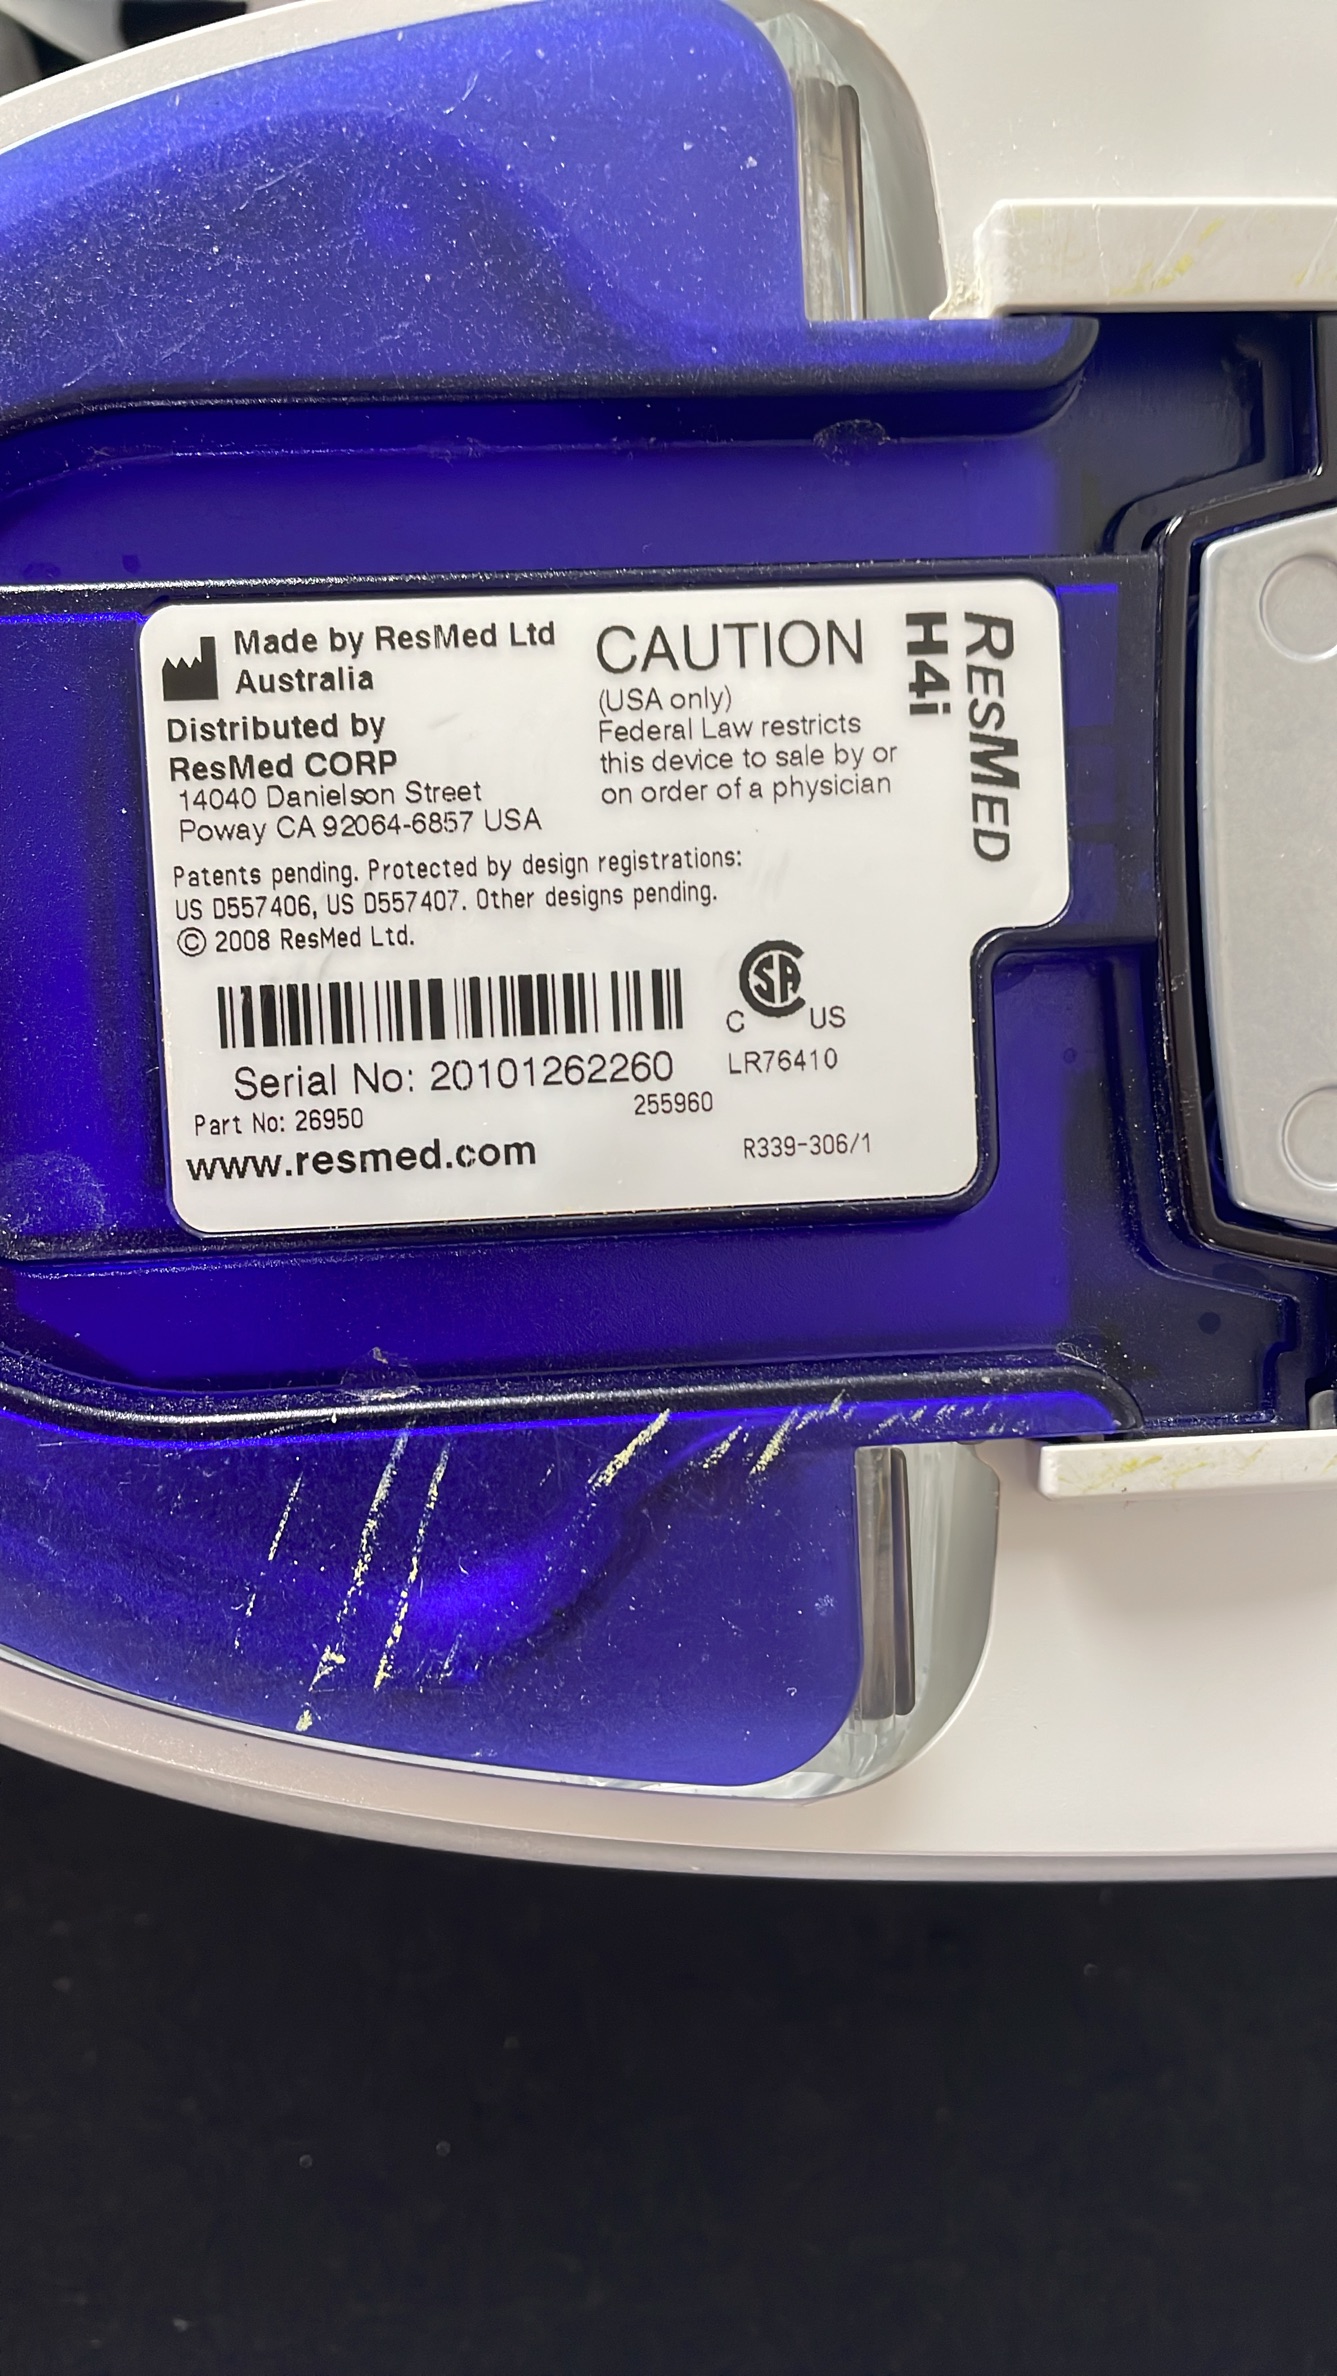 Made by ResMed Ltd
Australia
Distributed by
ResMed CORP
14040 Danielson Street
Poway CA 92064-6857 USA
CAUTION
(USA only)
Federal Law restricts
this device to sale by or
on order of a physician
RESMED
H4i
Patents pending. Protected by design registrations:
US D557406, US D557407. Other designs pending.
© 2008 ResMed Ltd.
SA
C US
LR76410
Serial No: 20101262260
255960
Part No: 26950
www.resmed.com
R339-306/1